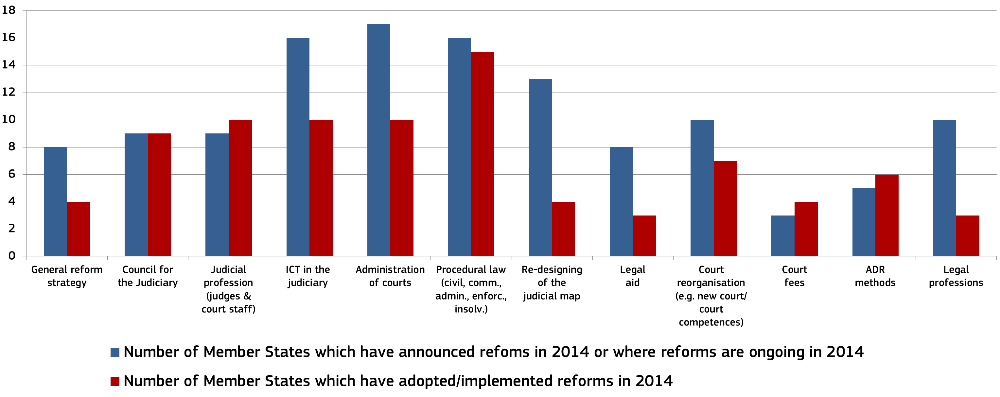 18
16
14
12
10
8
6
4
2
0
General reform
strategy
Council for
the Judiciary
Judicial
profession
(judges &
court staff)
ICT in the
judiciary
Administration
of courts
Procedural law
(civil, comm.,
admin., enforc.,
insolv.)
Re-designing
of the
judicial map
Legal
aid
Court
reorganisation
(e.g. new court/
court
competences)
Court
fees
ADR
methods
Legal
professions
Number of Member States which have announced refoms in 2014 or where reforms are ongoing in 2014
Number of Member States which have adopted/implemented reforms in 2014